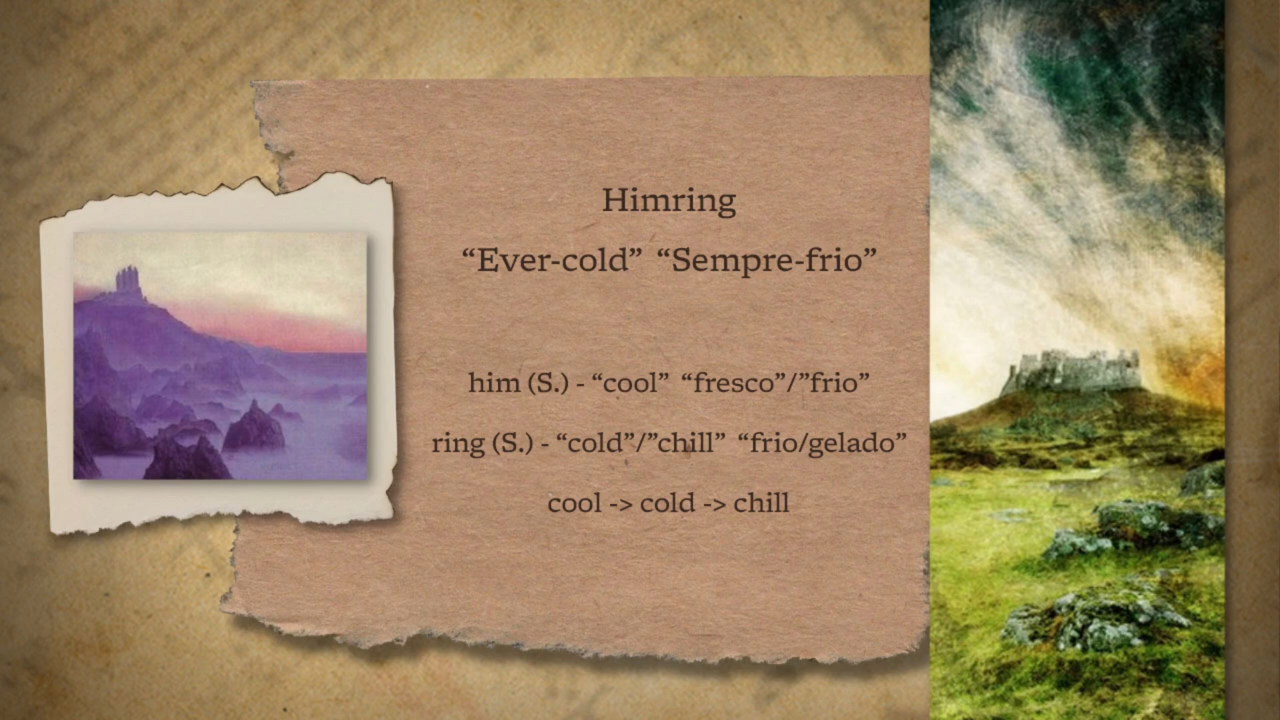 Himring
“Ever-cold” “Sempre-frio”
him (S.) - “cool” “fresco”/”frio”
ring (S.) - “cold”/”chill” “frio/gelado”
cool -> cold -> chill